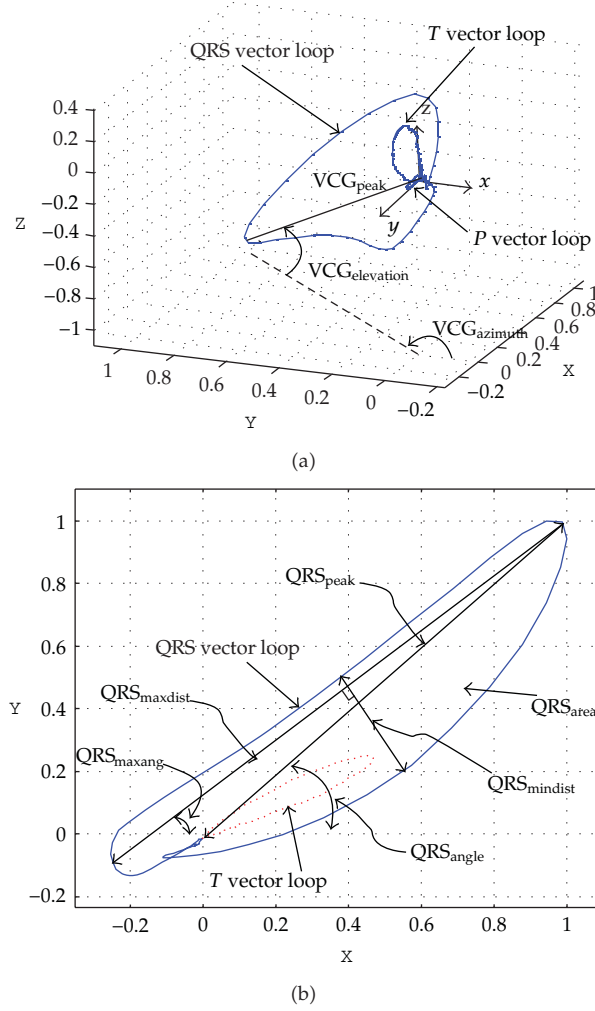 T vector loop
QRS vector loop
0.4
0.2
0
−0.2
−0.4
−0.6
−0.8
−1
Z
z
VCGpeak
x
y
P vector loop
VCGelevation
VCGazimuth
1
0.8
0.6
0.4
0.2
0
−0.2
Y
−0.2
0
0.2
0.4
0.6
0.8
1
X
(a)
1
0.8
0.6
0.4
0.2
0
−0.2
Y
QRSpeak
QRS vector loop
QRSmaxdist
QRSarea
QRSmaxang
QRSmindist
QRSangle
T vector loop
−0.2
0
0.2
0.4
0.6
0.8
1
X
(b)